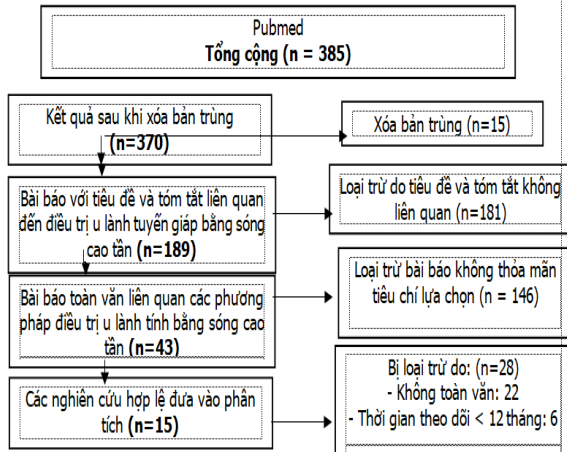 Pubmed
Tổng cộng (n = 385)
Kết quả sau khi xóa bản trùng
(n=370)
Xóa bản trùng (n=15)
Bài báo với tiêu đề và tóm tắt liên quan
đến điều trị u lành tuyến giáp bằng sóng
cao tần (n=189)
Loại trừ do tiêu đề và tóm tắt không
liên quan (n=181)
Bài báo toàn văn liên quan các phương
pháp điều trị u lành tính bằng sóng cao
tần (n=43)
Loại trừ bài báo không thỏa mãn
tiêu chí lựa chọn (n = 146)
Các nghiên cứu hợp lệ đưa vào phân
tích (n=15)
Bị loại trừ do: (n=28)
- Không toàn văn: 22
- Thời gian theo dõi < 12 tháng: 6